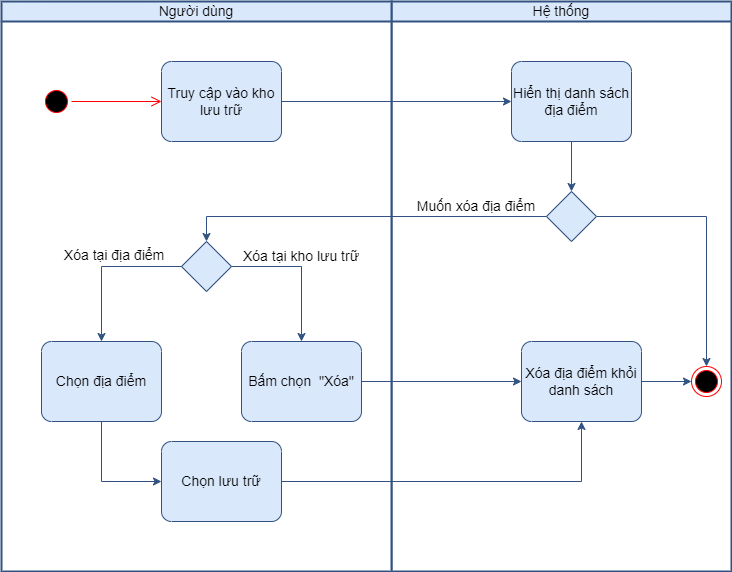 Người dùng
Hệ thống
Truy cập vào kho
lưu trữ
Hiển thị danh sách
địa điểm
Muốn xóa địa điểm
Xóa tại địa điểm
Xóa tại kho lưu trữ
Chọn địa điểm
Bấm chọn "Xóa"
Xóa địa điểm khỏi
danh sách
Chọn lưu trữ